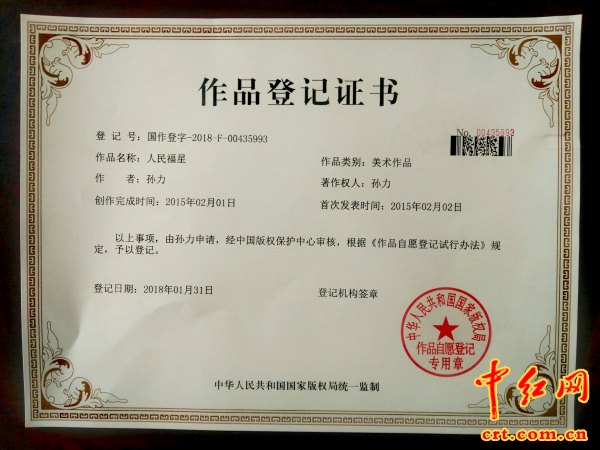 作品登记证书
No. 00435993
登 记 号：国作登字-2018-F-00435993
作品名称：人民福星
作品类别：美术作品
作 者：孙力
著作权人：孙力
创作完成时间：2015年02月01日
首次发表时间：2015年02月02日
以上事项，由孙力申请，经中国版权保护中心审核，根据《作品自愿登记试行办法》规
定，予以登记。
登记日期：2018年01月31日
登记机构签章
中华人民共和国国家版权局
作品自愿登记
专用章
中华人民共和国国家版权局统一监制
中红网
crt.com.cn